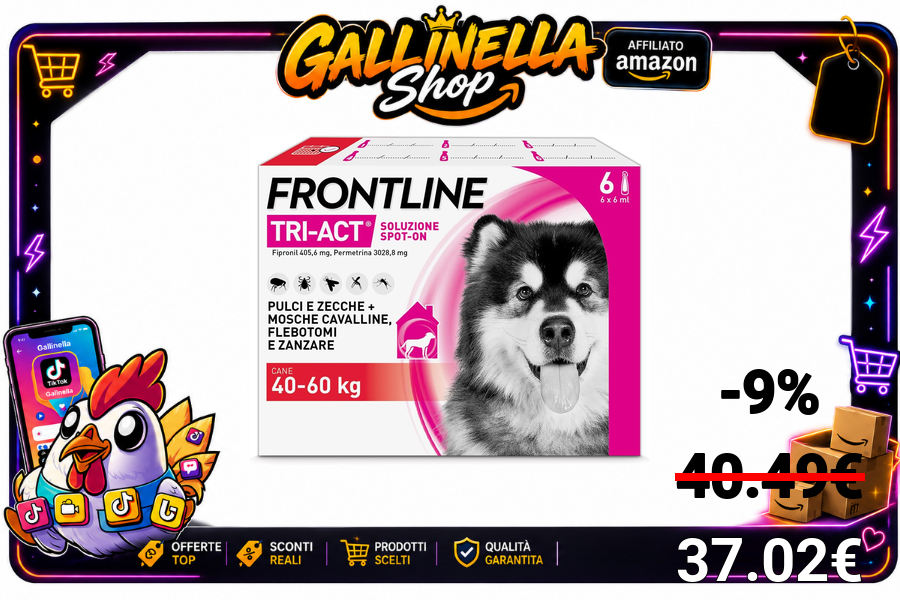 GALLINELLA
Shop
AFFILIATO
amazon
6
6 x 6 ml
FRONTLINE
TRI-ACT®
SOLUZIONE
SPOT-ON
Fipronil 405,6 mg, Permetrina 3028,8 mg
PULCI E ZECCHE +
MOSCHE CAVALLINE,
FLEBOTOMI
E ZANZARE
CANE
40-60 kg
Gallinella
TikTok
Gallinella
-9%
40.49€
37.02€
OFFERTE
TOP
SCONTI
REALI
PRODOTTI
SCELTI
QUALITÀ
GARANTITA